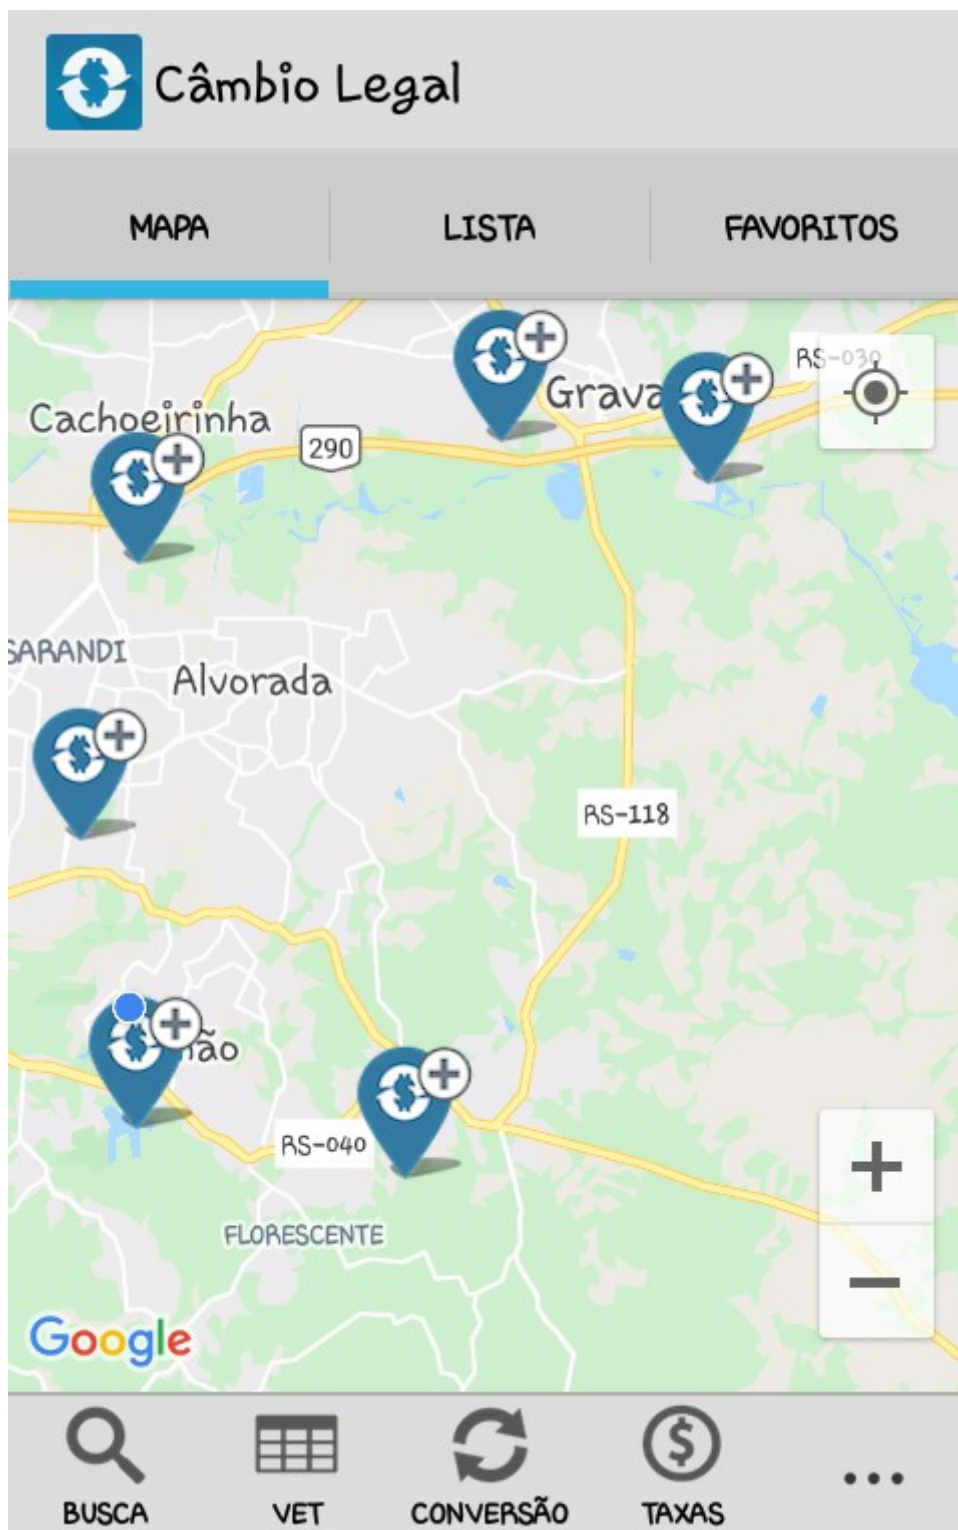 Câmbio Legal
MAPA
LISTA
FAVORITOS
RS-030
Grava
Cachoeirinha
290
SARANDI
Alvorada
RS-118
mão
RS-040
FLORESCENTE
Google
BUSCA
VET
CONVERSÃO
TAXAS